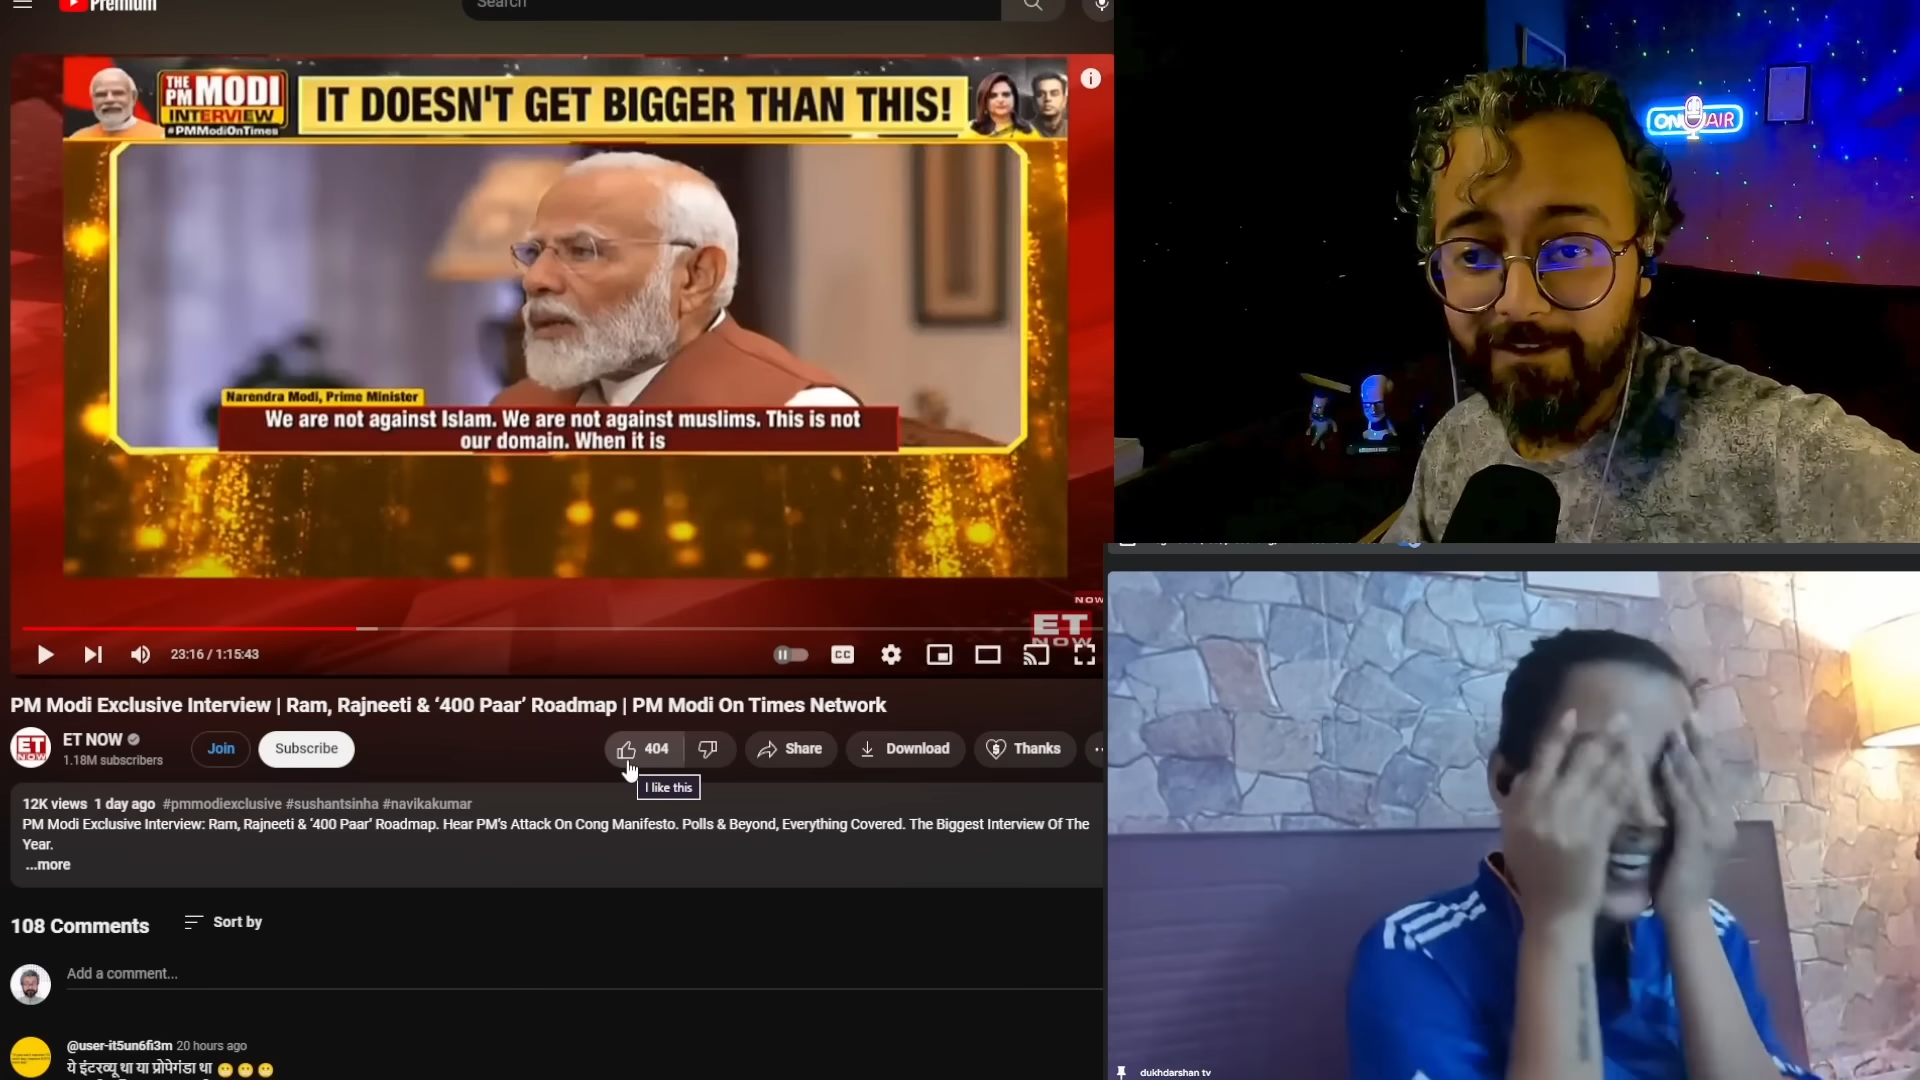 Premium
Search
THE PM MODI INTERVIEW
#PMModiOnTimes
IT DOESN'T GET BIGGER THAN THIS!
ON AIR
Narendra Modi, Prime Minister
We are not against Islam. We are not against muslims. This is not
our domain. When it is
NOW
ET NOW
23:16 / 1:15:43
CC
PM Modi Exclusive Interview | Ram, Rajneeti & ‘400 Paar’ Roadmap | PM Modi On Times Network
ET NOW
ET NOW
1.18M subscribers
Join
Subscribe
404
Share
Download
Thanks
I like this
12K views 1 day ago #pmmodiexclusive #sushantsinha #navikakumar
PM Modi Exclusive Interview: Ram, Rajneeti & ‘400 Paar’ Roadmap. Hear PM's Attack On Cong Manifesto. Polls & Beyond, Everything Covered. The Biggest Interview Of The
Year.
...more
108 Comments
Sort by
Add a comment...
@user-it5un6fi3m 20 hours ago
ये इंटरव्यू था या प्रोपेगंडा था 😁😁😁
dukhdarshan tv